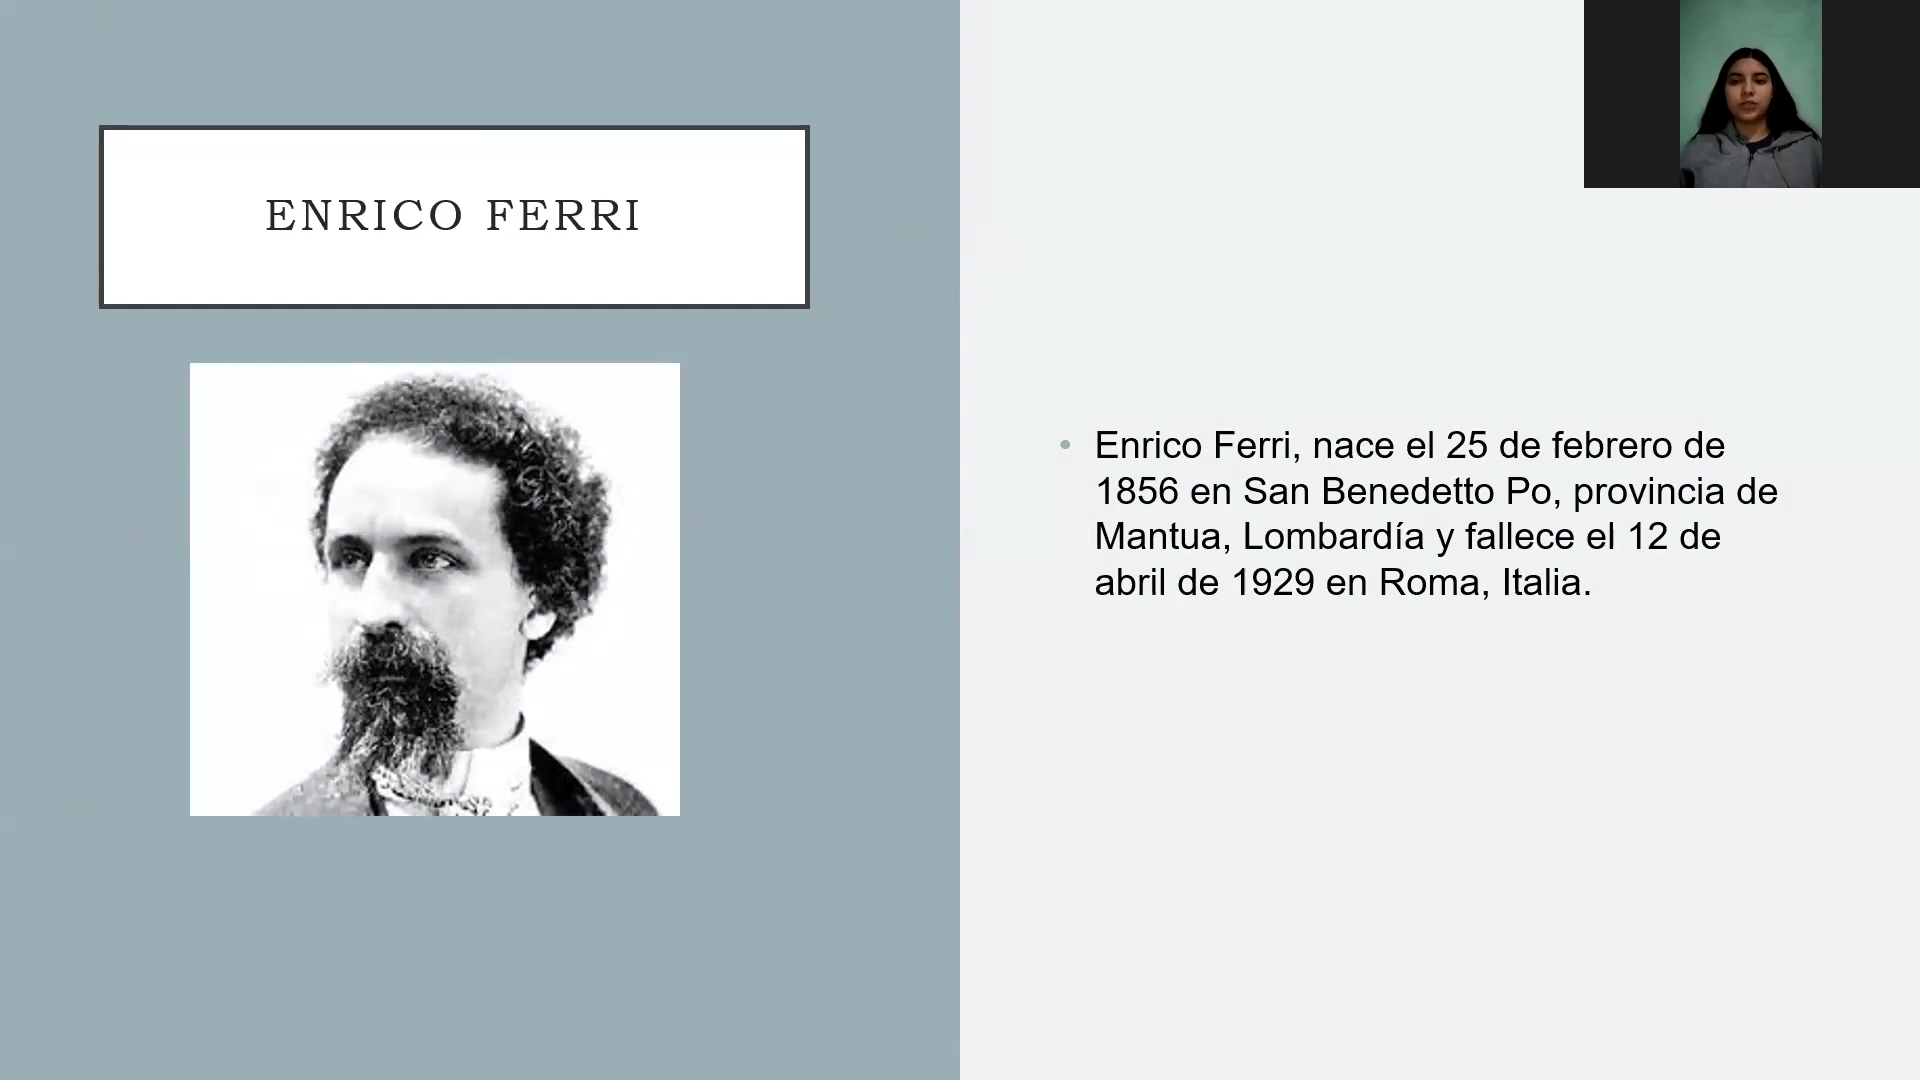 ENRICO FERRI
• Enrico Ferri, nace el 25 de febrero de
1856 en San Benedetto Po, provincia de
Mantua, Lombardía y fallece el 12 de
abril de 1929 en Roma, Italia.